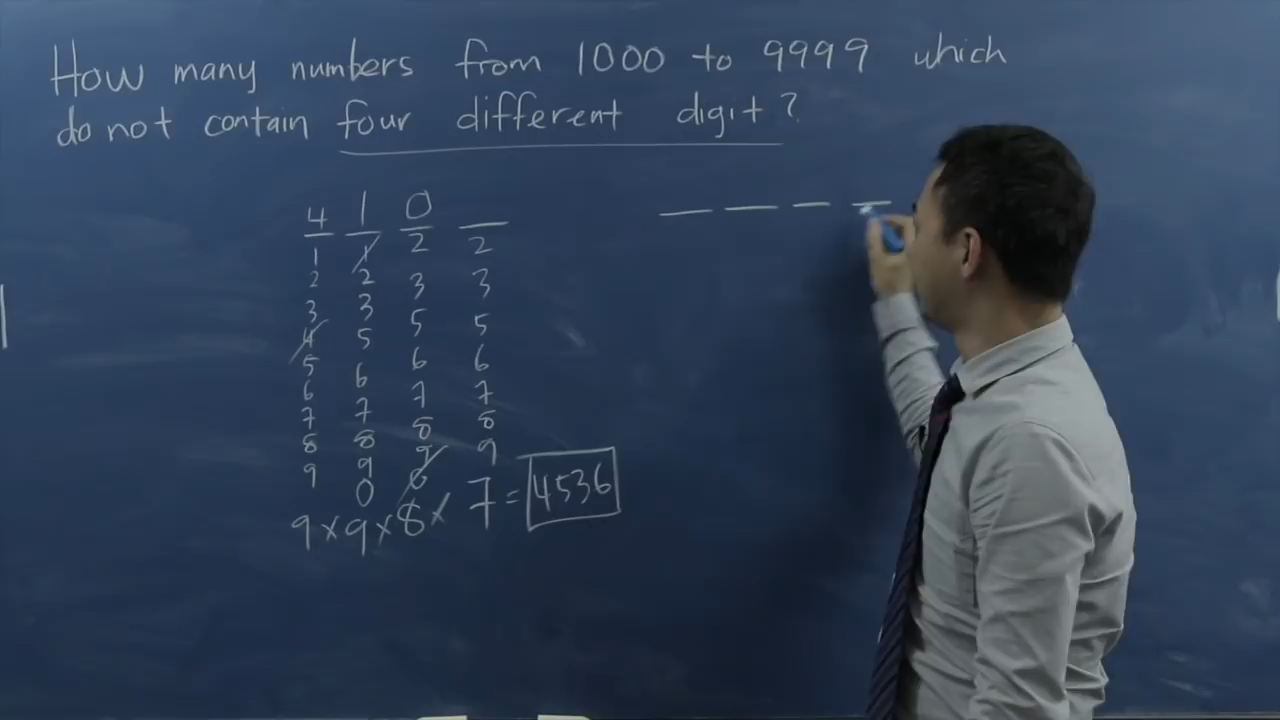 How many numbers from 1000 to 9999 which
do not contain four different digit?
4 1 0
1 1 2 2
2 2 3 3
3 3 5 5
4 5 6 6
5 6 7 7
6 7 8 8
7 8 9 9
8 9 0
9 0
9 × 9 × 8 × 7 = 4536